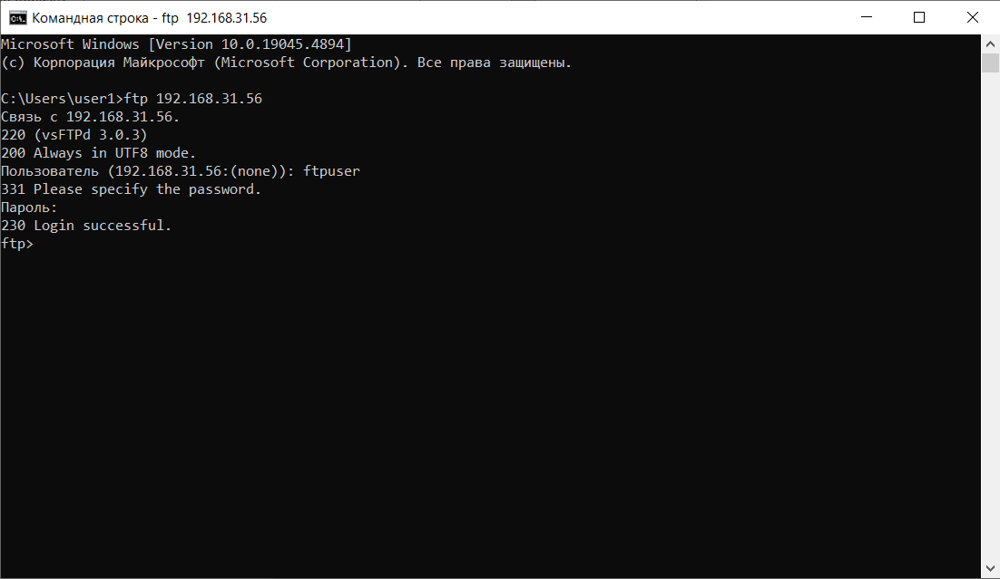 Командная строка - ftp  192.168.31.56
Microsoft Windows [Version 10.0.19045.4894]
(c) Корпорация Майкрософт (Microsoft Corporation). Все права защищены.
C:\Users\user1>ftp 192.168.31.56
Связь с 192.168.31.56.
220 (vsFTPd 3.0.3)
200 Always in UTF8 mode.
Пользователь (192.168.31.56:(none)): ftpuser
331 Please specify the password.
Пароль:
230 Login successful.
ftp>